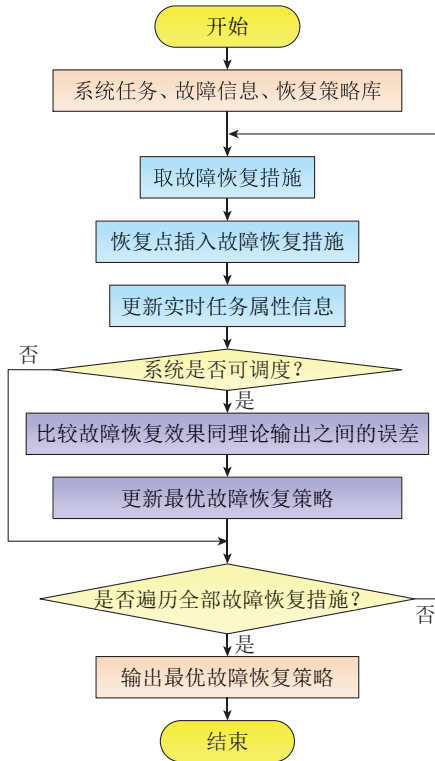 开始
系统任务、故障信息、恢复策略库
取故障恢复措施
恢复点插入故障恢复措施
更新实时任务属性信息
否
系统是否可调度？
是
比较故障恢复效果同理论输出之间的误差
更新最优故障恢复策略
是否遍历全部故障恢复措施？
否
是
输出最优故障恢复策略
结束